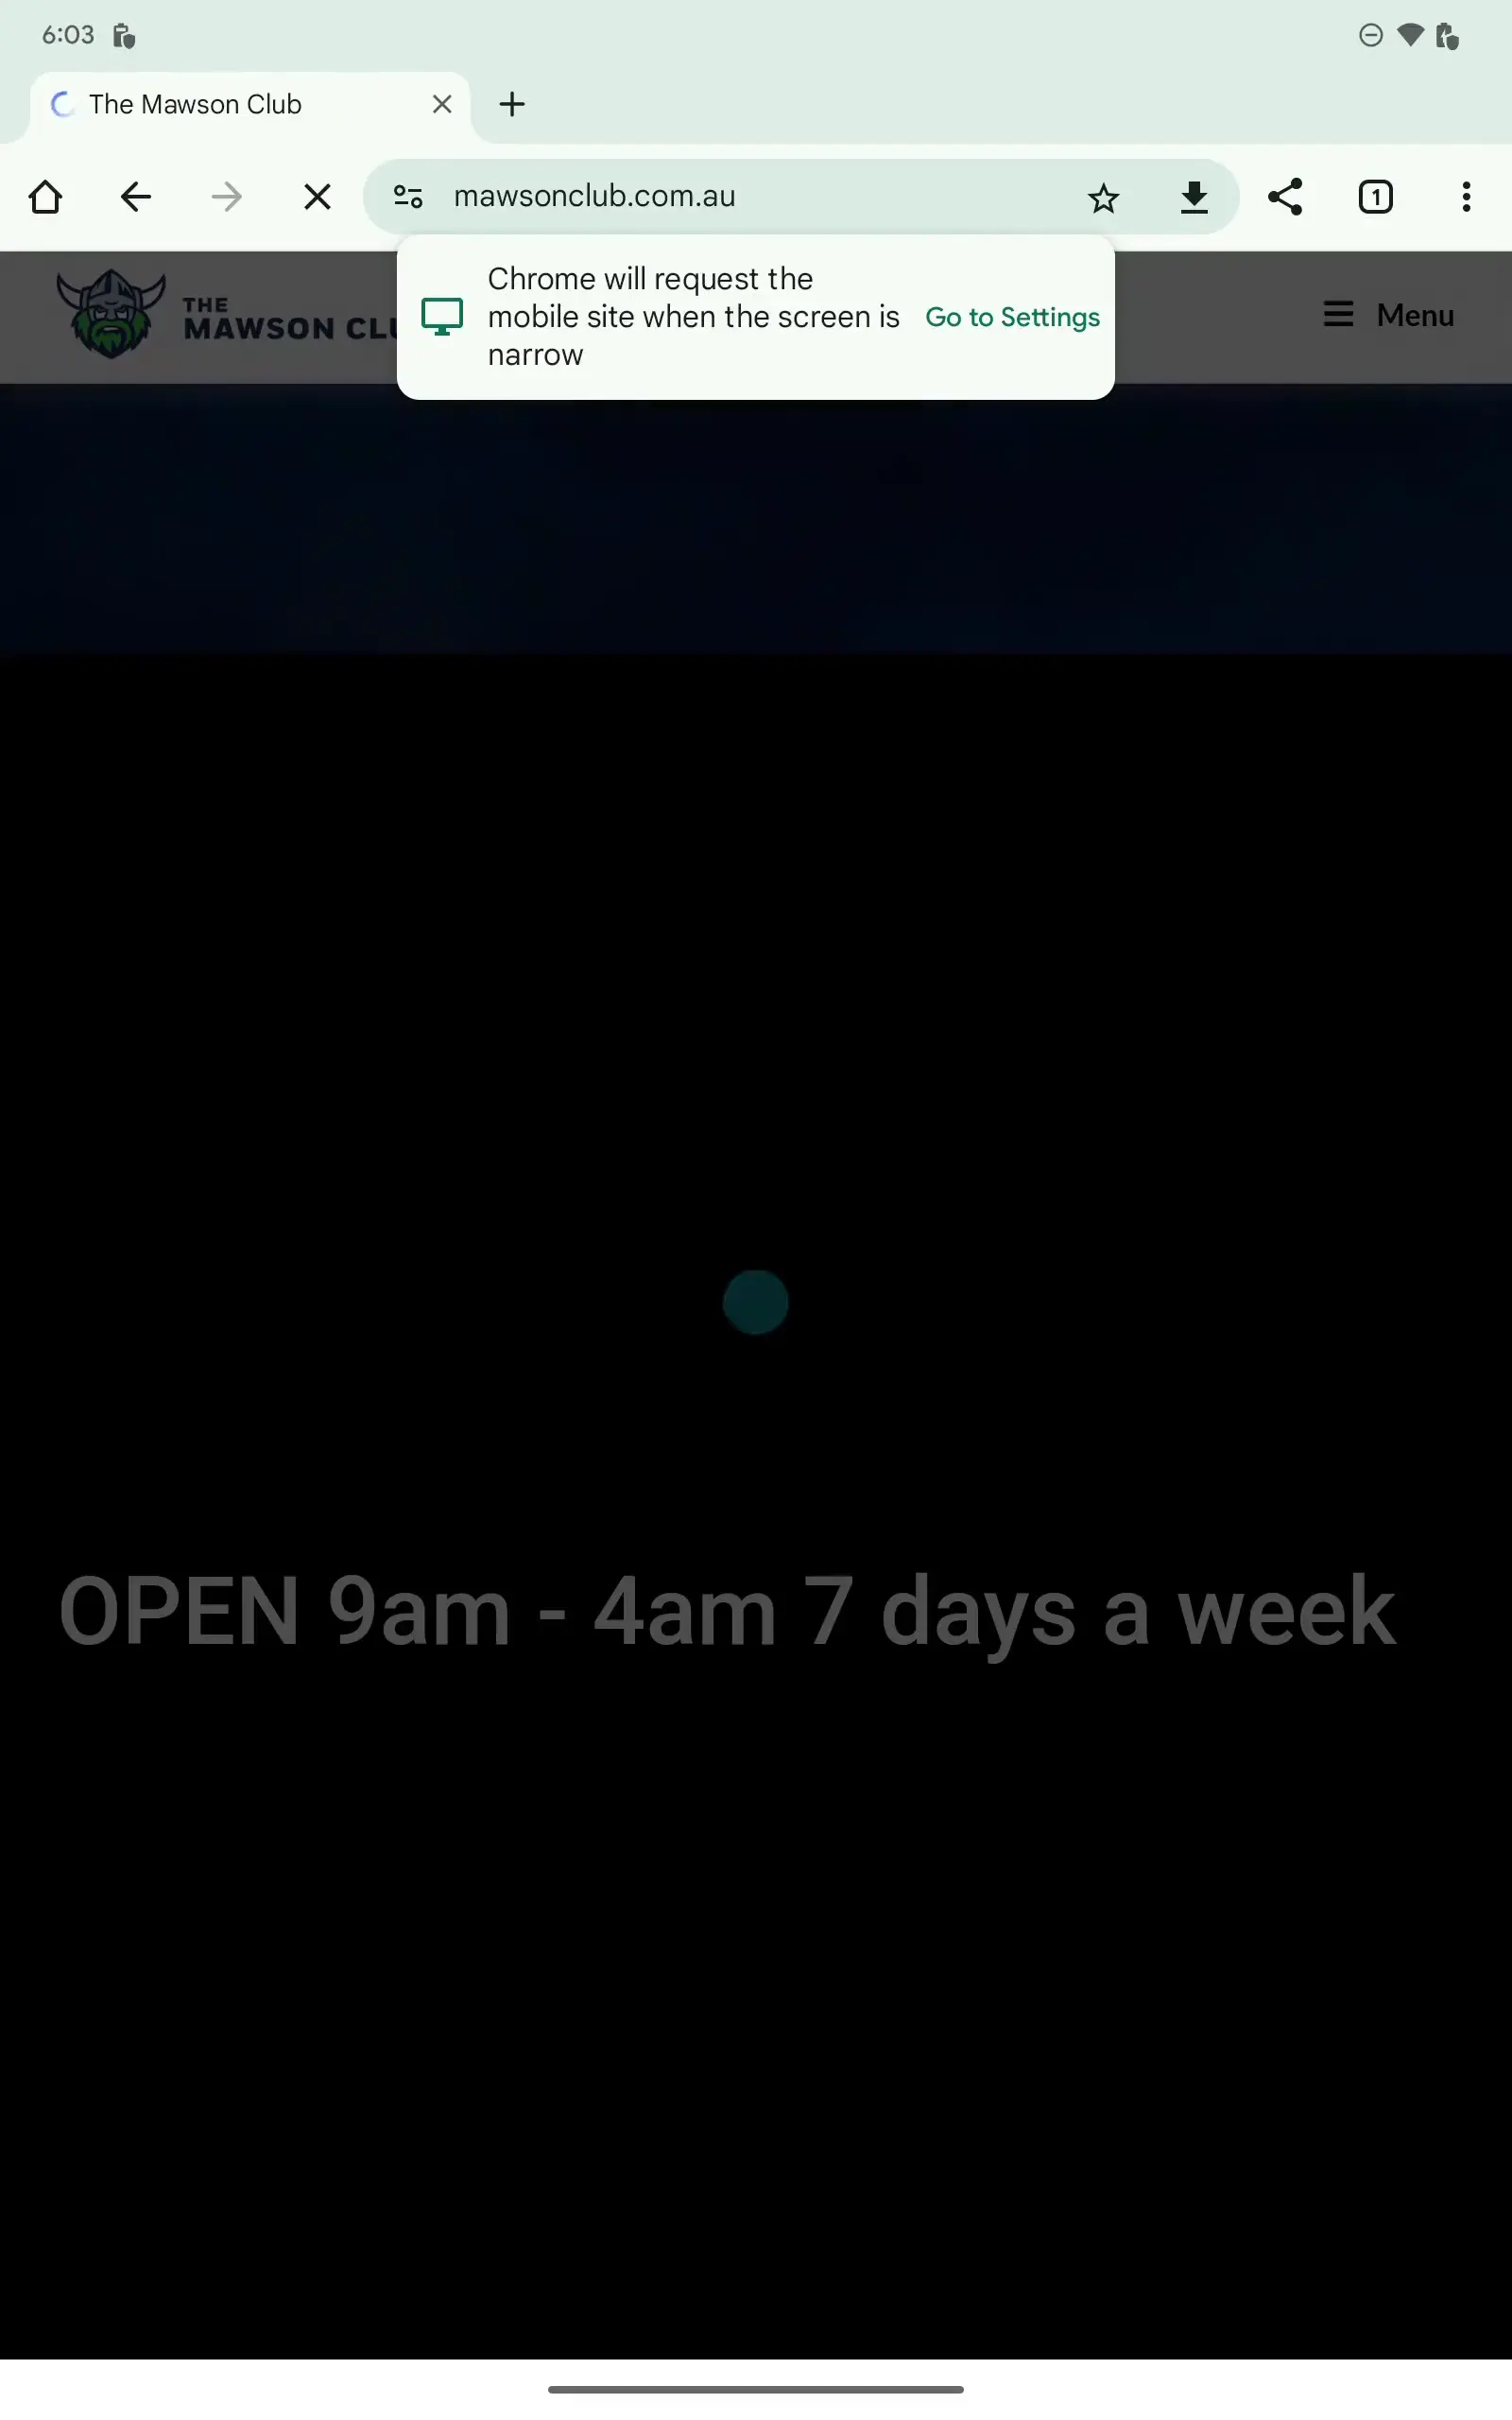 6:03
The Mawson Club
mawsonclub.com.au
1
Chrome will request the
mobile site when the screen is
narrow
Go to Settings
THE
MAWSON CLU
Menu
OPEN 9am - 4am 7 days a week